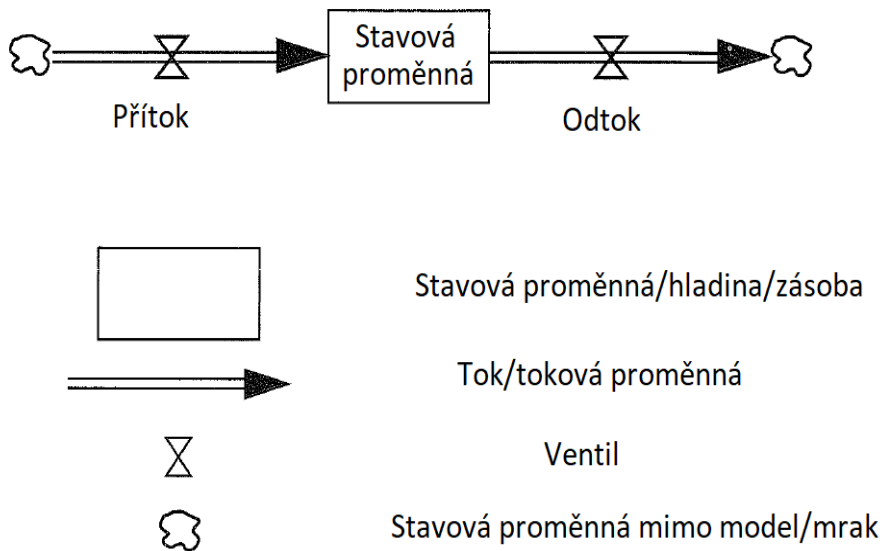 Stavová
proměnná
Přítok
Odtok
Stavová proměnná/hladina/zásoba
Tok/toková proměnná
Ventil
Stavová proměnná mimo model/mrak